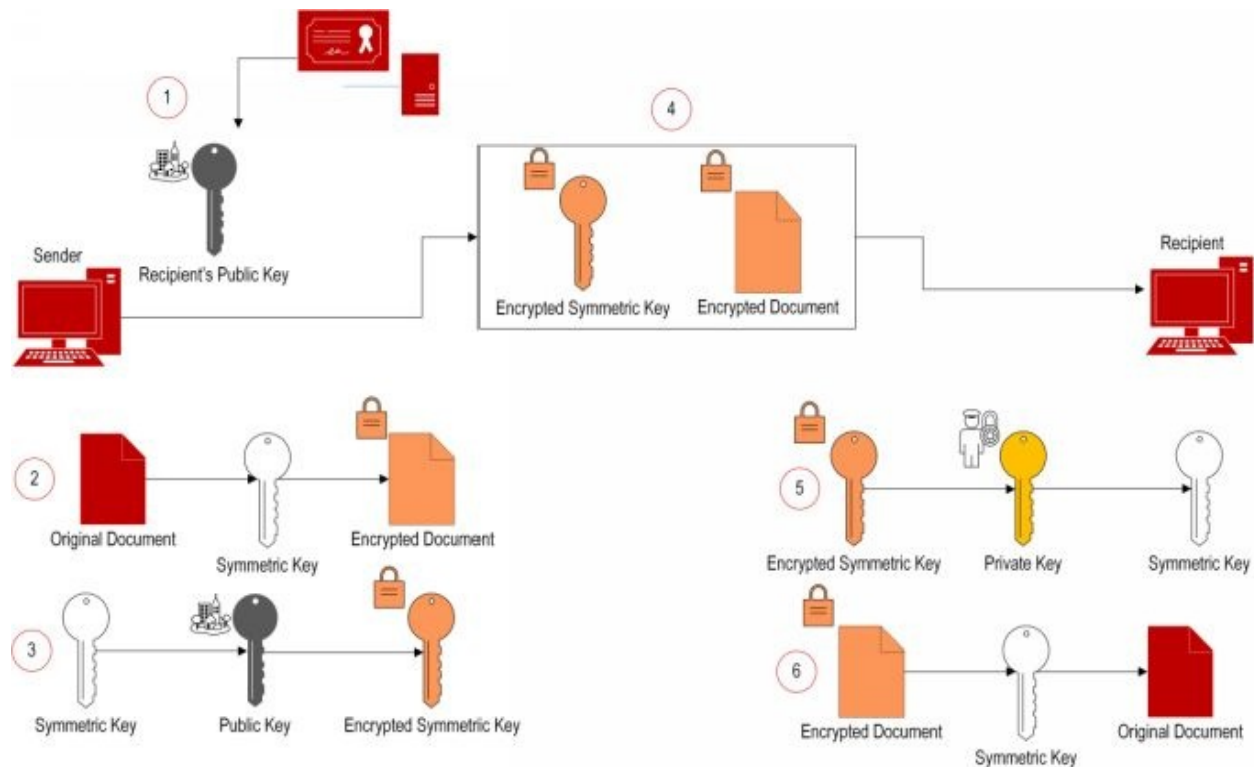 1
4
Sender
Recipient's Public Key
Encrypted Symmetric Key
Encrypted Document
Recipient
2
Original Document
Symmetric Key
Encrypted Document
3
Symmetric Key
Public Key
Encrypted Symmetric Key
5
Encrypted Symmetric Key
Private Key
Symmetric Key
6
Encrypted Document
Symmetric Key
Original Document